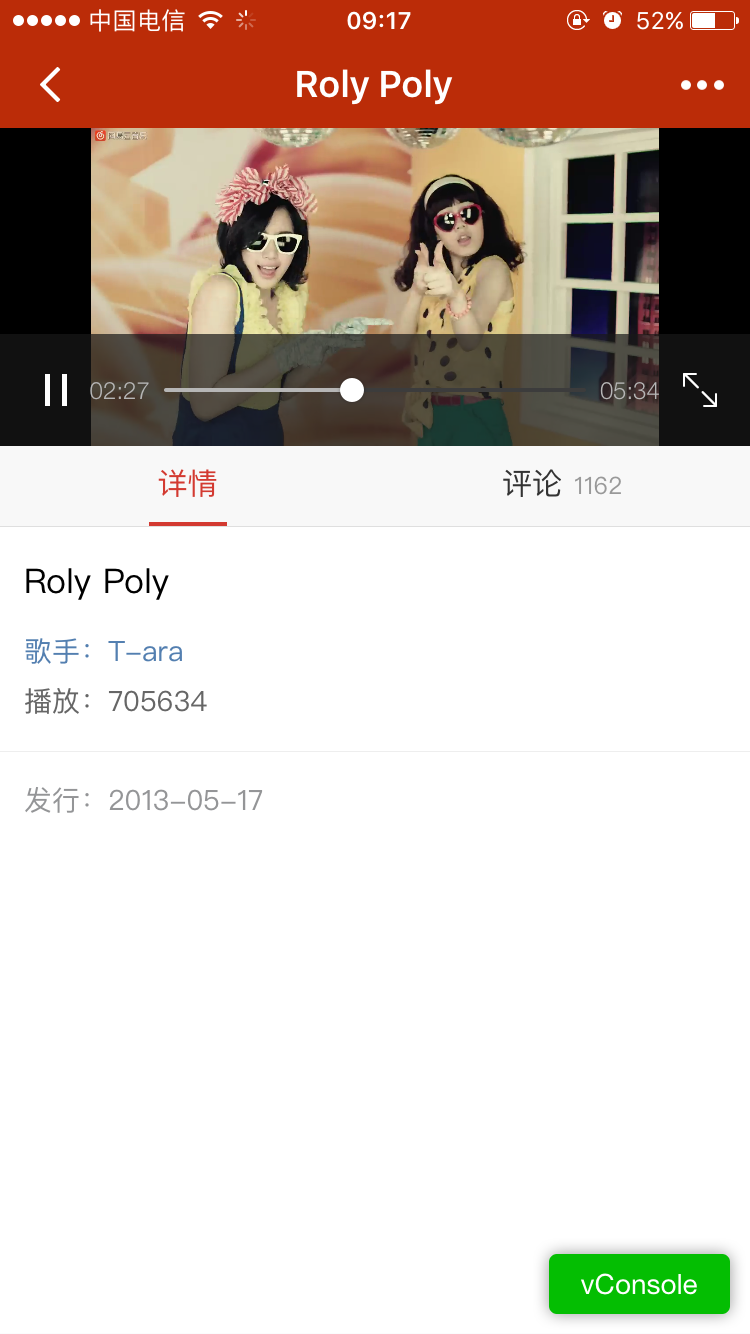 中国电信 09:17 52%
Roly Poly
02:27 05:34
详情 评论 1162
Roly Poly
歌手: T-ara
播放: 705634
发行: 2013-05-17
vConsole